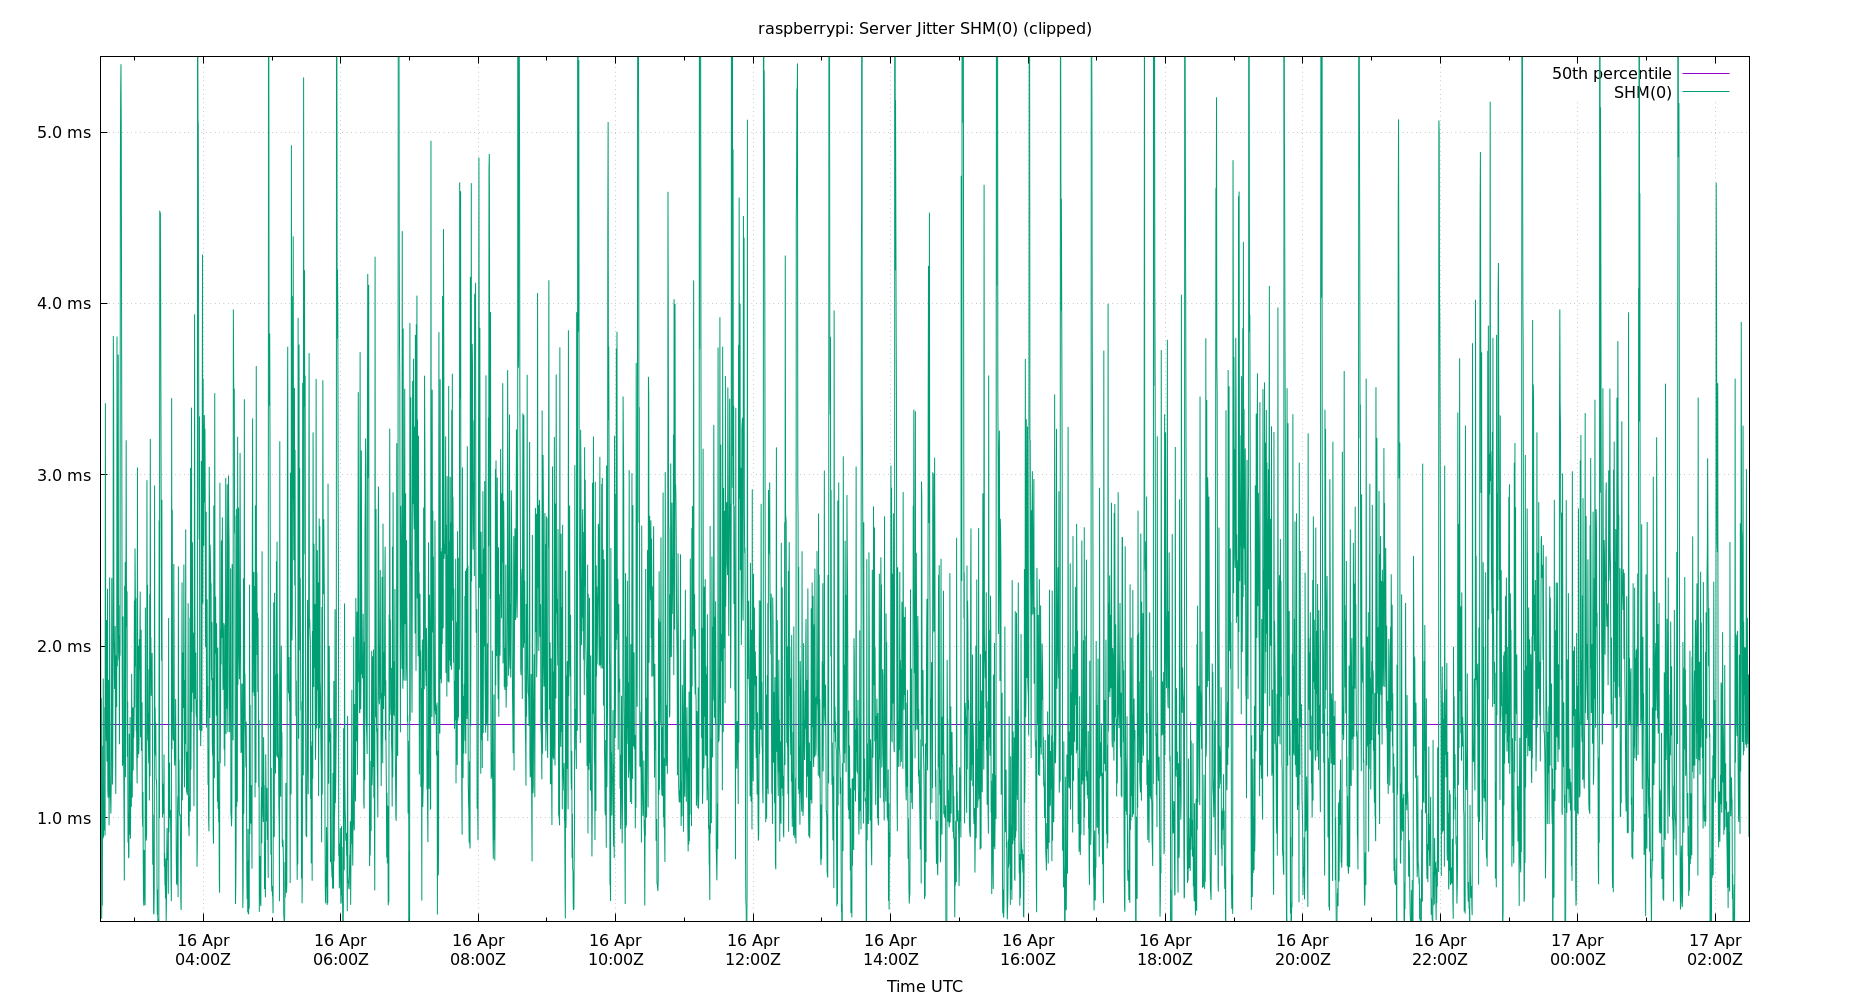 raspberrypi: Server Jitter SHM(0) (clipped)
50th percentile
SHM(0)
5.0 ms
4.0 ms
3.0 ms
2.0 ms
1.0 ms
16 Apr 16 Apr 16 Apr 16 Apr 16 Apr 16 Apr 16 Apr 16 Apr 16 Apr 16 Apr 17 Apr 17 Apr
04:00Z 06:00Z 08:00Z 10:00Z 12:00Z 14:00Z 16:00Z 18:00Z 20:00Z 22:00Z 00:00Z 02:00Z
Time UTC